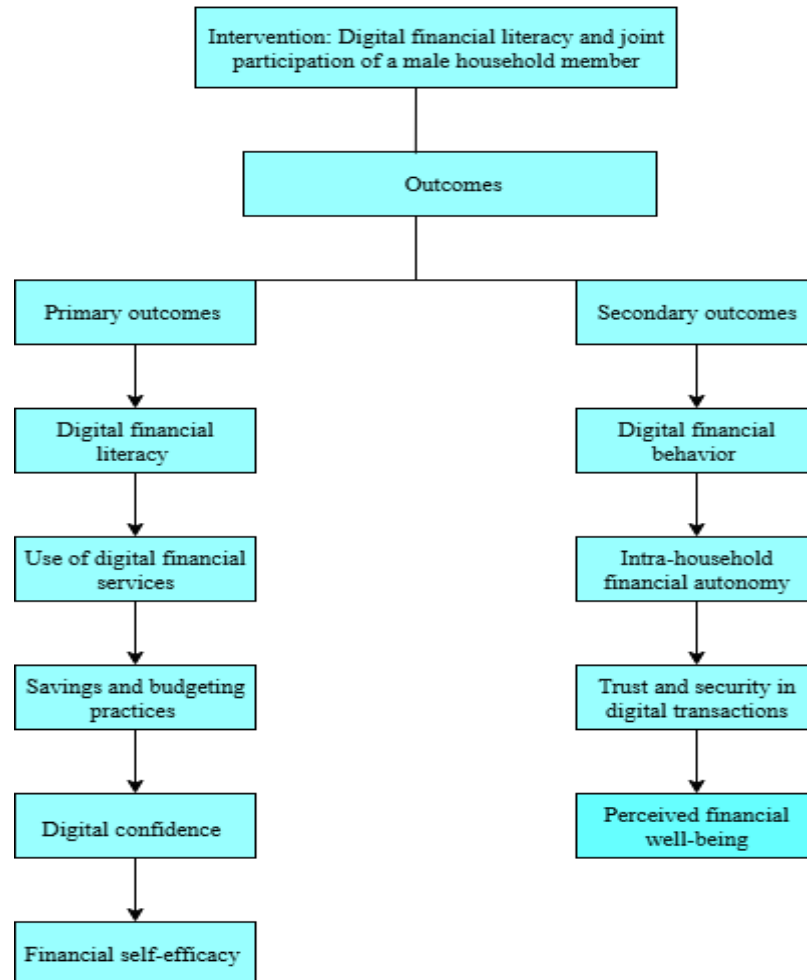 Intervention: Digital financial literacy and joint
participation of a male household member
Outcomes
Primary outcomes
Secondary outcomes
Digital financial
literacy
Digital financial
behavior
Use of digital financial
services
Intra-household
financial autonomy
Savings and budgeting
practices
Trust and security in
digital transactions
Digital confidence
Perceived financial
well-being
Financial self-efficacy